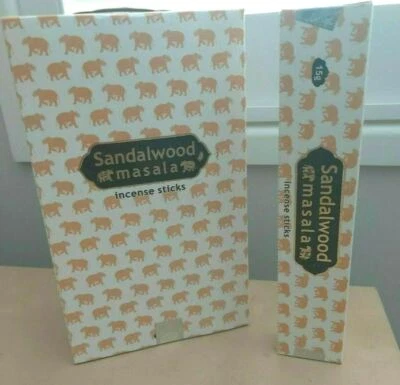 Sandalwood
masala
incense sticks
15g
Sandalwood
masala
incense sticks